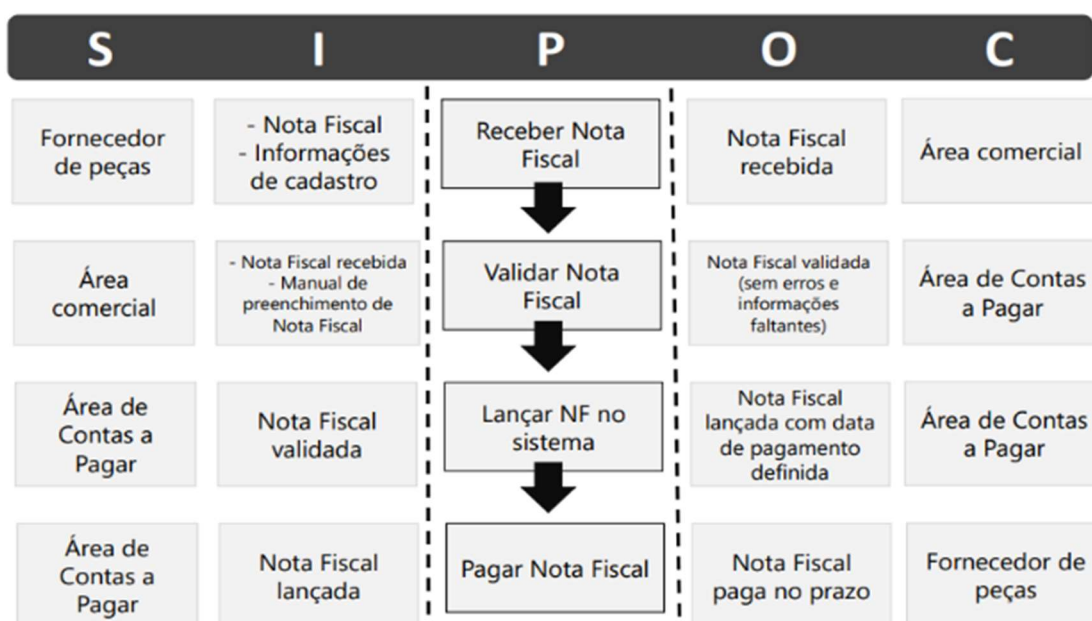 S I P O C
Fornecedor
de peças
- Nota Fiscal
- Informações
de cadastro
Receber Nota
Fiscal
Nota Fiscal
recebida
Área comercial
Área
comercial
- Nota Fiscal recebida
- Manual de
preenchimento de
Nota Fiscal
Validar Nota
Fiscal
Nota Fiscal validada
(sem erros e
informações
faltantes)
Área de Contas
a Pagar
Área de
Contas a
Pagar
Nota Fiscal
validada
Lançar NF no
sistema
Nota Fiscal
lançada com data
de pagamento
definida
Área de Contas
a Pagar
Área de
Contas a
Pagar
Nota Fiscal
lançada
Pagar Nota Fiscal
Nota Fiscal
paga no prazo
Fornecedor de
peças